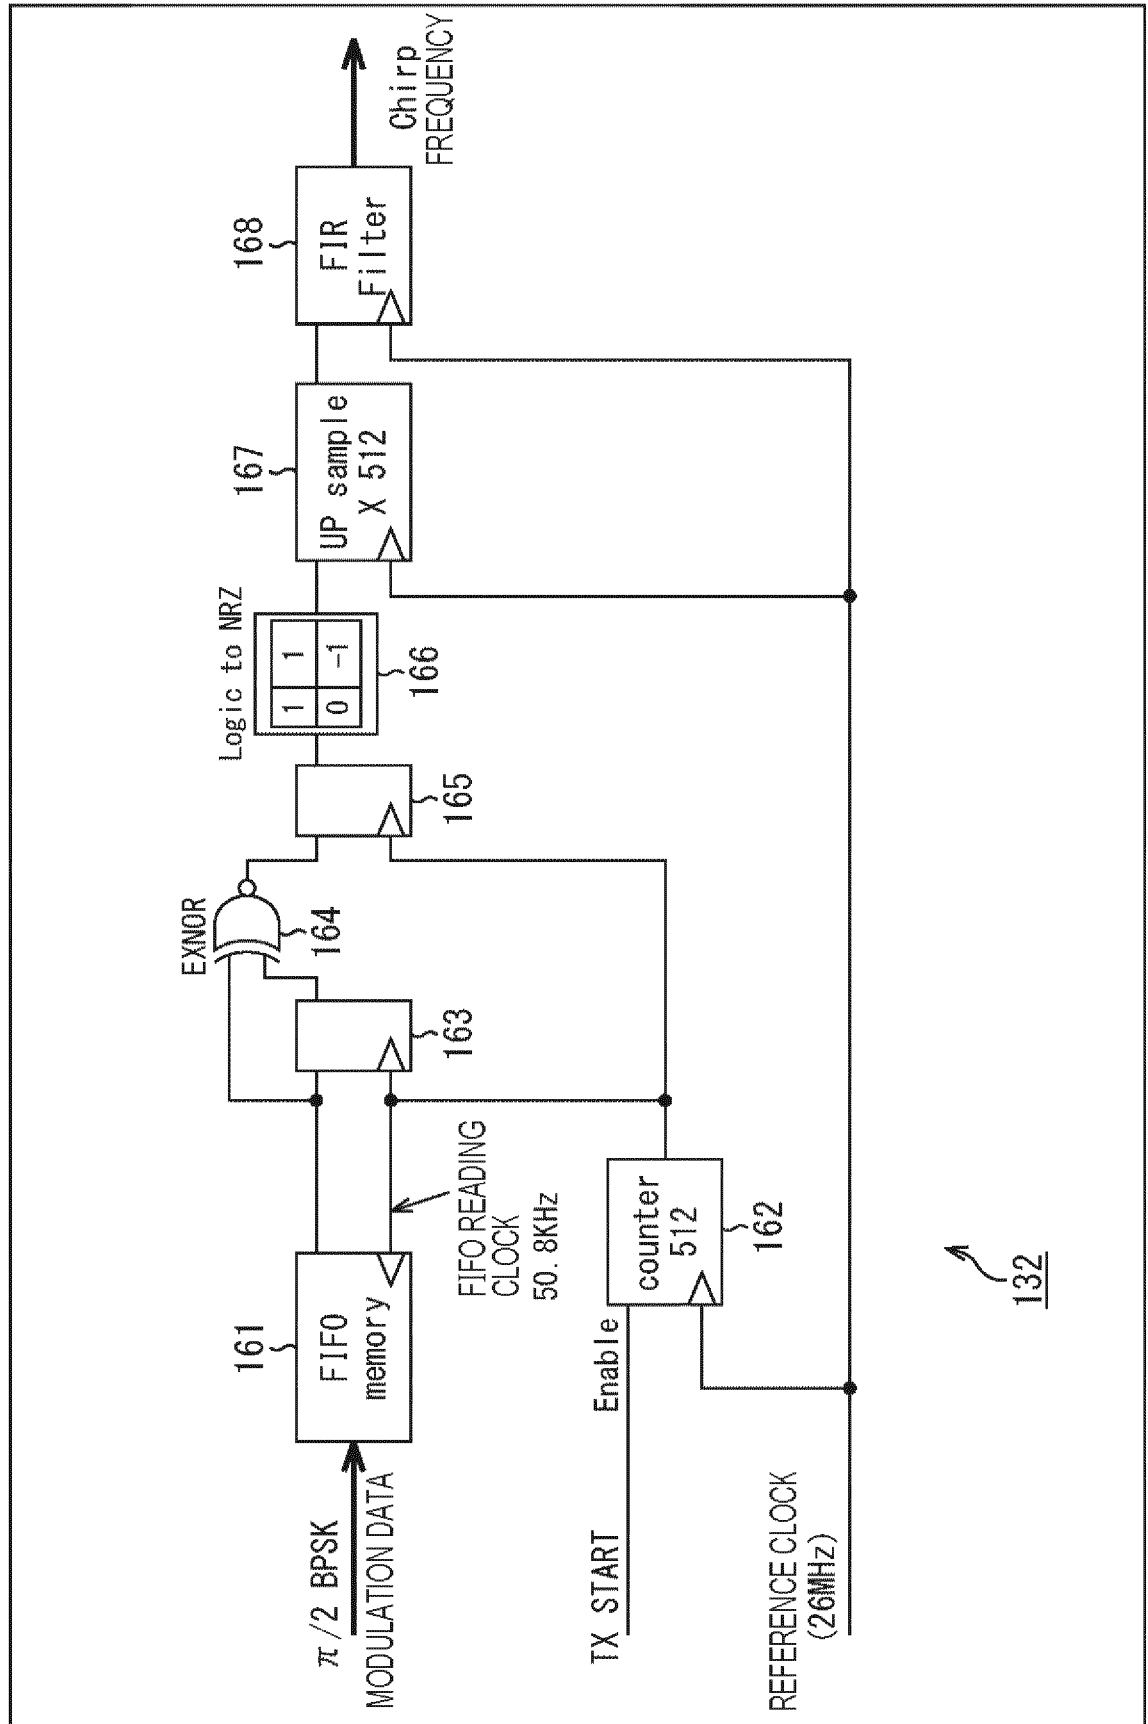 π/2 BPSK
MODULATION DATA
161
FIFO
memory
FIFO READING
CLOCK
50.8KHz
163
EXNOR
164
165
Logic to NRZ
1 1
0 -1
166
167
UP sample
X 512
168
FIR
Filter
Chirp
FREQUENCY
TX START
Enable
counter
512
162
REFERENCE CLOCK
(26MHz)
132